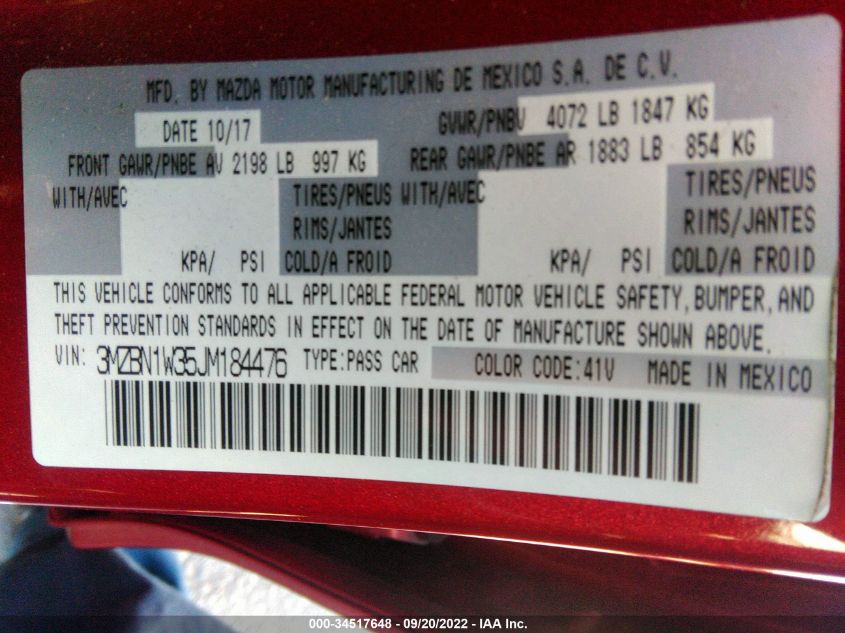 MFD. BY MAZDA MOTOR MANUFACTURING DE MEXICO S.A. DE C.V.
DATE 10/17 GVWR/PNBV 4072 LB 1847 KG
FRONT GAWR/PNBE AV 2198 LB 997 KG REAR GAWR/PNBE AR 1883 LB 854 KG
WITH/AVEC TIRES/PNEUS WITH/AVEC TIRES/PNEUS
RIMS/JANTES RIMS/JANTES
KPA/ PSI COLD/A FROID KPA/ PSI COLD/A FROID
THIS VEHICLE CONFORMS TO ALL APPLICABLE FEDERAL MOTOR VEHICLE SAFETY, BUMPER, AND
THEFT PREVENTION STANDARDS IN EFFECT ON THE DATE OF MANUFACTURE SHOWN ABOVE.
VIN: 3MZBN1W35JM184476 TYPE:PASS CAR COLOR CODE:41V MADE IN MEXICO
000-34517648 - 09/20/2022 - IAA Inc.